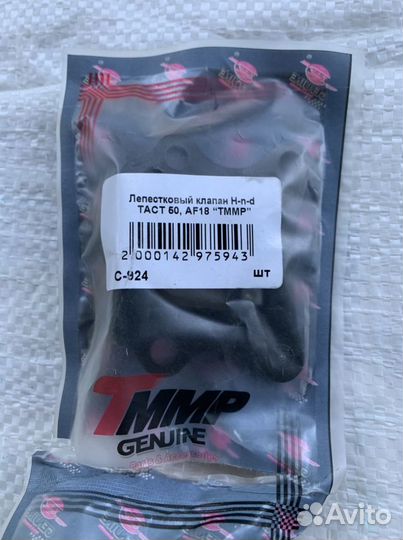 Лепестковый клапан H-n-d
TACT 50, AF18 "TMMP"
2 000142 975943
C-924
шт
TMMP
GENUINE
Avito